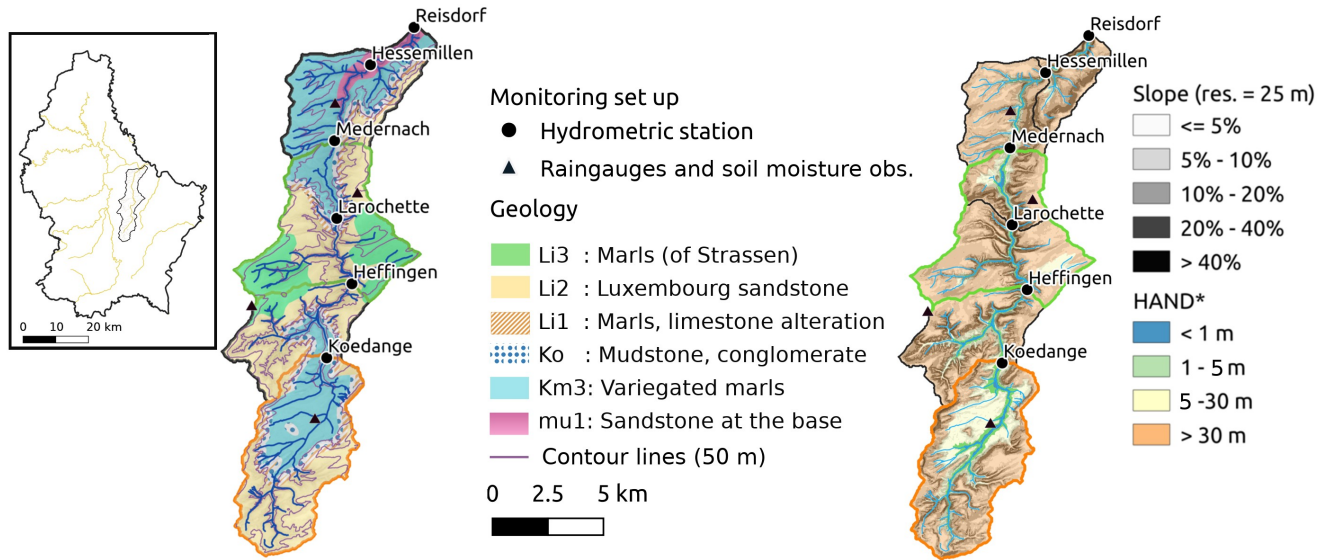 0 10 20 km
Reisdorf
Hessemillen
Medernach
Larochette
Heffingen
Koedange
Monitoring set up
Hydrometric station
Raingauges and soil moisture obs.
Geology
Li3 : Marls (of Strassen)
Li2 : Luxembourg sandstone
Li1 : Marls, limestone alteration
Ko : Mudstone, conglomerate
Km3: Variegated marls
mu1: Sandstone at the base
Contour lines (50 m)
0 2.5 5 km
Reisdorf
Hessemillen
Medernach
Larochette
Heffingen
Koedange
Slope (res. = 25 m)
<= 5%
5% - 10%
10% - 20%
20% - 40%
> 40%
HAND*
< 1 m
1 - 5 m
5 -30 m
> 30 m